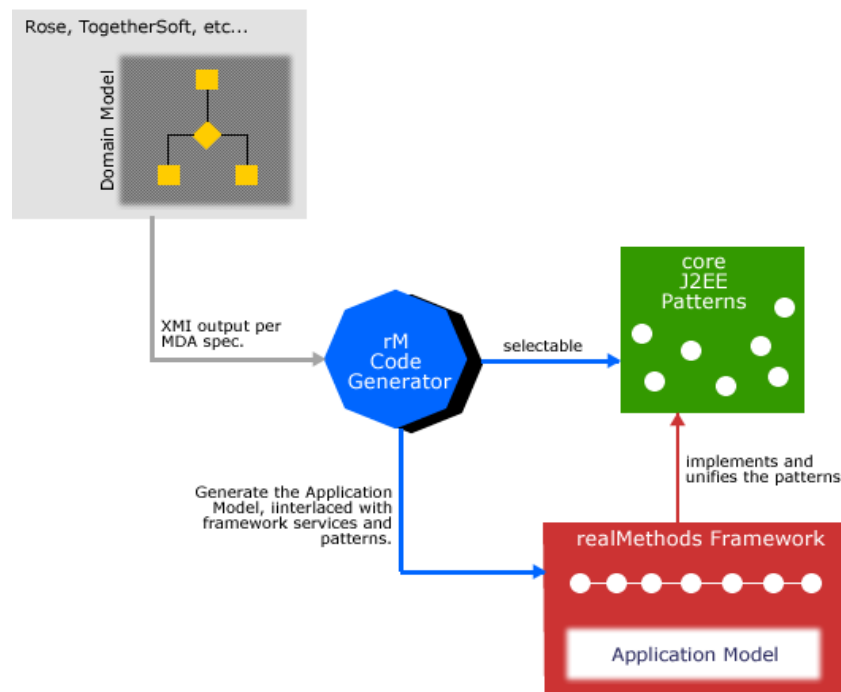 Rose, TogetherSoft, etc...
Domain Model
XMI output per
MDA spec.
rM
Code
Generator
selectable
core
J2EE
Patterns
Generate the Application
Model, iinterlaced with
framework services and
patterns.
implements and
unifies the patterns
realMethods Framework
Application Model